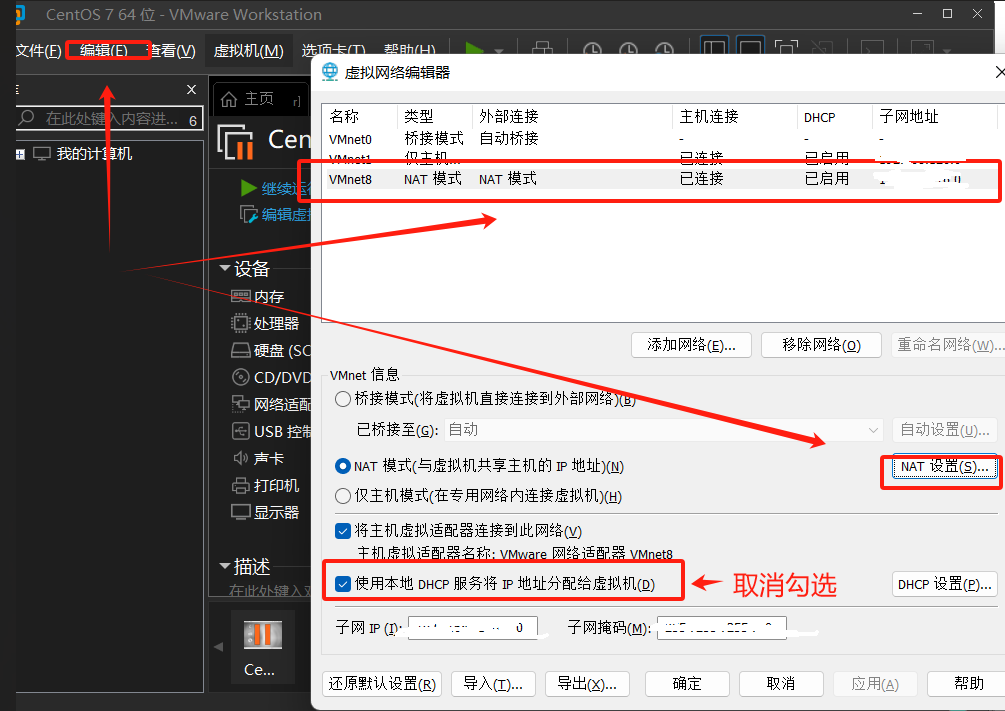 CentOS 7 64 位 - VMware Workstation
文件(F) 编辑(E) 查看(V) 虚拟机(M) 选项卡(T) 帮助(H)
在此处键入内容进... 6
我的计算机
主页
Cen
继续运行
编辑虚拟
设备
内存
处理器
硬盘 (SC
CD/DVD
网络适配
USB 控制
声卡
打印机
显示器
描述
在此处键入对
Ce...
虚拟网络编辑器
名称 类型 外部连接 主机连接 DHCP 子网地址
VMnet0 桥接模式 自动桥接 - - -
VMnet1 仅主机... - 已连接 已启用
VMnet8 NAT 模式 NAT 模式 已连接 已启用
添加网络(E)... 移除网络(O) 重命名网络(W)...
VMnet 信息
桥接模式(将虚拟机直接连接到外部网络)(B)
已桥接至(G): 自动 自动设置(U)...
NAT 模式(与虚拟机共享主机的 IP 地址)(N) NAT 设置(S)...
仅主机模式(在专用网络内连接虚拟机)(H)
将主机虚拟适配器连接到此网络(V)
主机虚拟适配器名称: VMware 网络适配器 VMnet8
使用本地 DHCP 服务将 IP 地址分配给虚拟机(D) 取消勾选 DHCP 设置(P)...
子网 IP (I): 子网掩码(M):
还原默认设置(R) 导入(T)... 导出(X)... 确定 取消 应用(A) 帮助